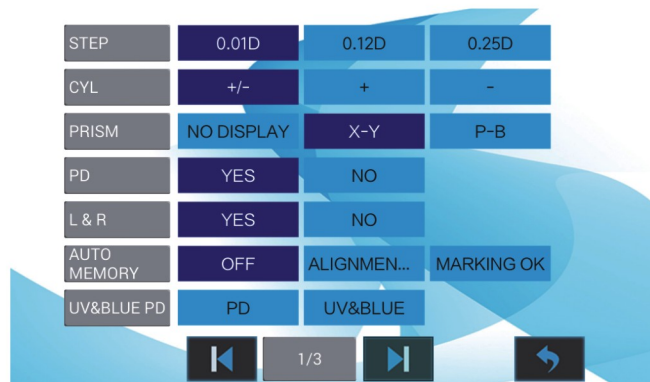 STEP 0.01D 0.12D 0.25D
CYL +/- + -
PRISM NO DISPLAY X-Y P-B
PD YES NO
L & R YES NO
AUTO
MEMORY OFF ALIGNMEN... MARKING OK
UV&BLUE PD PD UV&BLUE
1/3